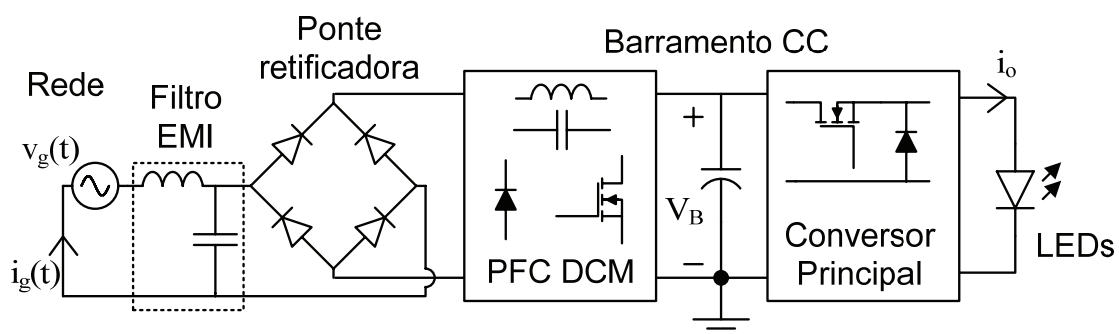 Rede
Filtro
EMI
Ponte
retificadora
Barramento CC
v_g(t)
i_g(t)
PFC DCM
+
V_B
−
Conversor
Principal
i_o
LEDs